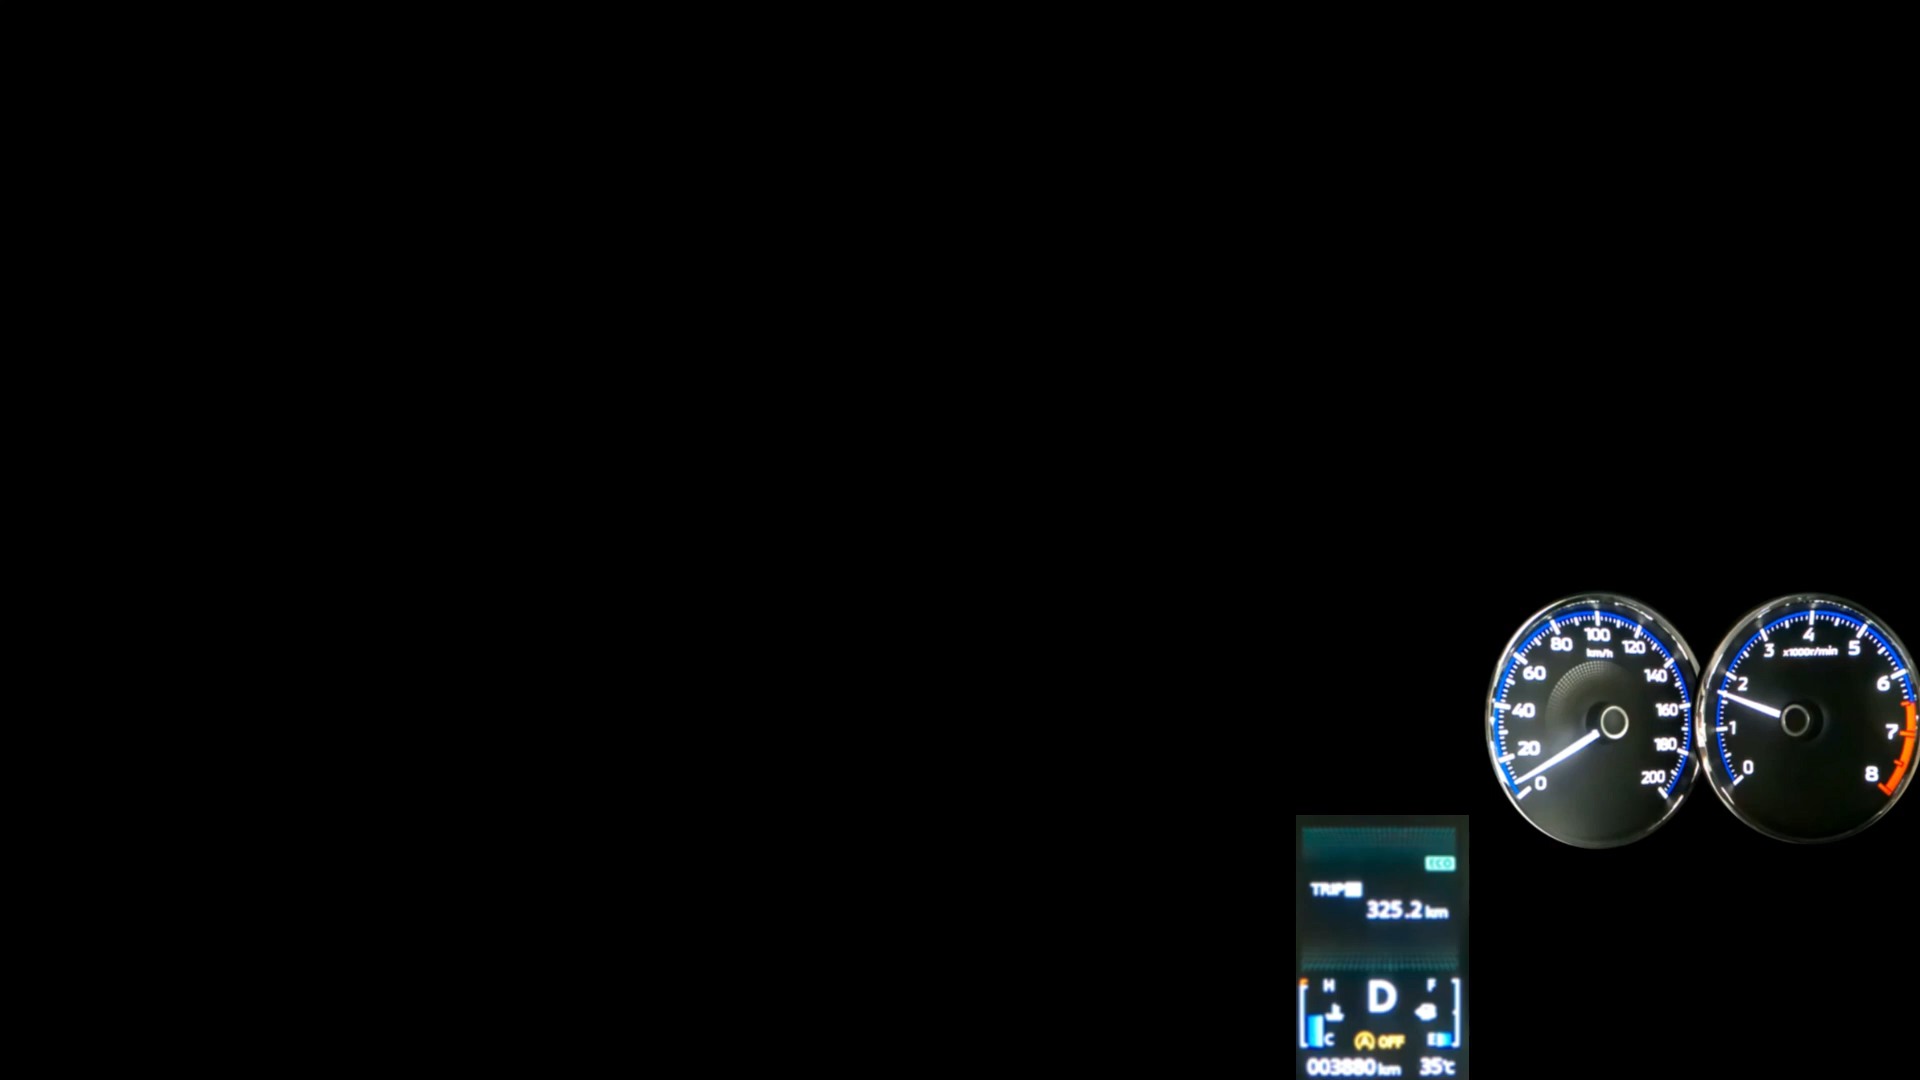 0 20 40 60 80 100 120 140 160 180 200
km/h
0 1 2 3 4 5 6 7 8
x1000r/min
ECO
TRIP
325.2 km
H D F
C A OFF E
003880 km 35℃